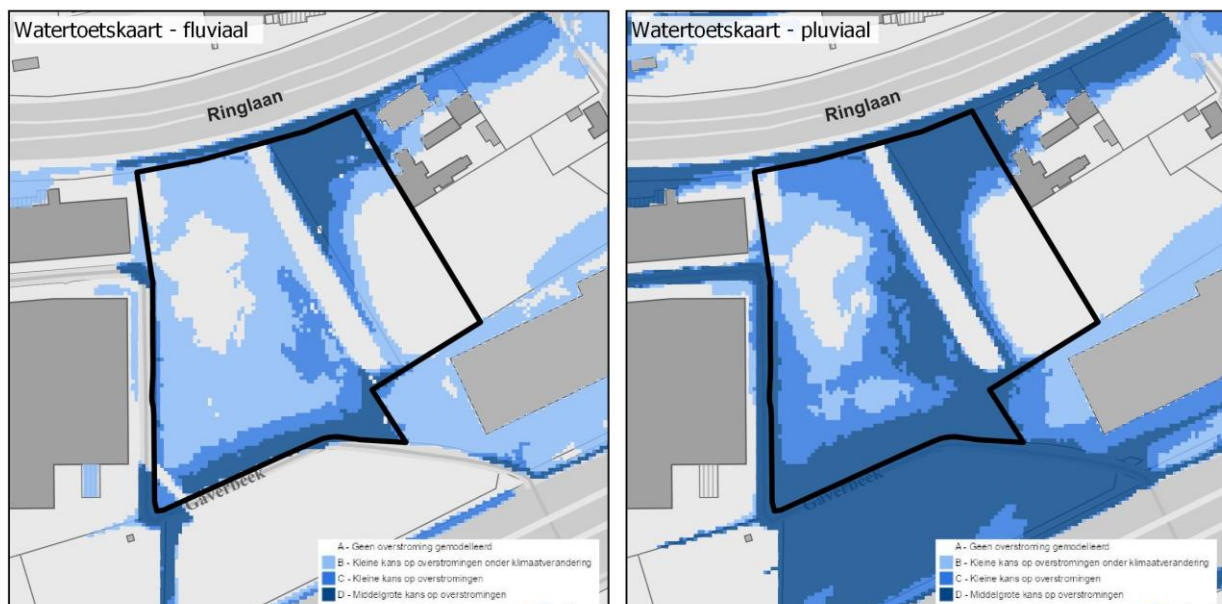 Watertoetskaart - fluviaal
Ringlaan
Gaverbeek
A - Geen overstroming gemodelleerd
B - Kleine kans op overstromingen onder klimaatverandering
C - Kleine kans op overstromingen
D - Middelgrote kans op overstromingen
Watertoetskaart - pluviaal
Ringlaan
Gaverbeek
A - Geen overstroming gemodelleerd
B - Kleine kans op overstromingen onder klimaatverandering
C - Kleine kans op overstromingen
D - Middelgrote kans op overstromingen